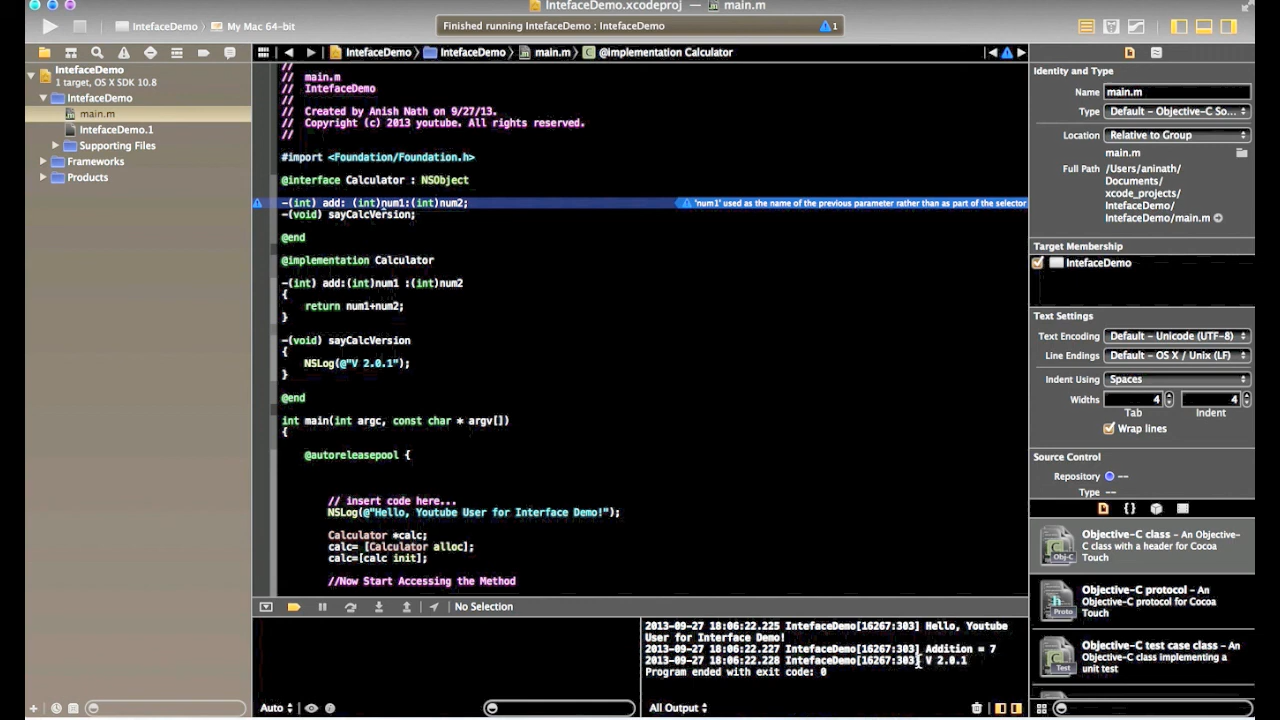 IntefaceDemo.xcodeproj — main.m
IntefaceDemo
My Mac 64-bit
Finished running IntefaceDemo : IntefaceDemo
1
IntefaceDemo
1 target, OS X SDK 10.8
IntefaceDemo
main.m
IntefaceDemo.1
Supporting Files
Frameworks
Products
IntefaceDemo
IntefaceDemo
main.m
@implementation Calculator
//
// main.m
// IntefaceDemo
//
// Created by Anish Nath on 9/27/13.
// Copyright (c) 2013 youtube. All rights reserved.
//
#import <Foundation/Foundation.h>
@interface Calculator : NSObject
-(int) add: (int)num1:(int)num2;
'num1' used as the name of the previous parameter rather than as part of the selector
-(void) sayCalcVersion;
@end
@implementation Calculator
-(int) add:(int)num1 :(int)num2
{
return num1+num2;
}
-(void) sayCalcVersion
{
NSLog(@"V 2.0.1");
}
@end
int main(int argc, const char * argv[])
{
@autoreleasepool {
// insert code here...
NSLog(@"Hello, Youtube User for Interface Demo!");
Calculator *calc;
calc= [Calculator alloc];
calc=[calc init];
//Now Start Accessing the Method
No Selection
2013-09-27 18:06:22.225 IntefaceDemo[16267:303] Hello, Youtube
User for Interface Demo!
2013-09-27 18:06:22.227 IntefaceDemo[16267:303] Addition = 7
2013-09-27 18:06:22.228 IntefaceDemo[16267:303] V 2.0.1
Program ended with exit code: 0
Auto
All Output
Identity and Type
Name main.m
Type Default - Objective-C So...
Location Relative to Group
main.m
Full Path /Users/aninath/
Documents/
xcode_projects/
IntefaceDemo/
IntefaceDemo/main.m
Target Membership
IntefaceDemo
Text Settings
Text Encoding Default - Unicode (UTF-8)
Line Endings Default - OS X / Unix (LF)
Indent Using Spaces
Widths 4 4
Tab Indent
Wrap lines
Source Control
Repository --
Type --
{}
Obj-C
Objective-C class - An Objective-
C class with a header for Cocoa
Touch
h
Proto
Objective-C protocol - An
Objective-C protocol for Cocoa
Touch
Test
Objective-C test case class - An
Objective-C class implementing a
unit test